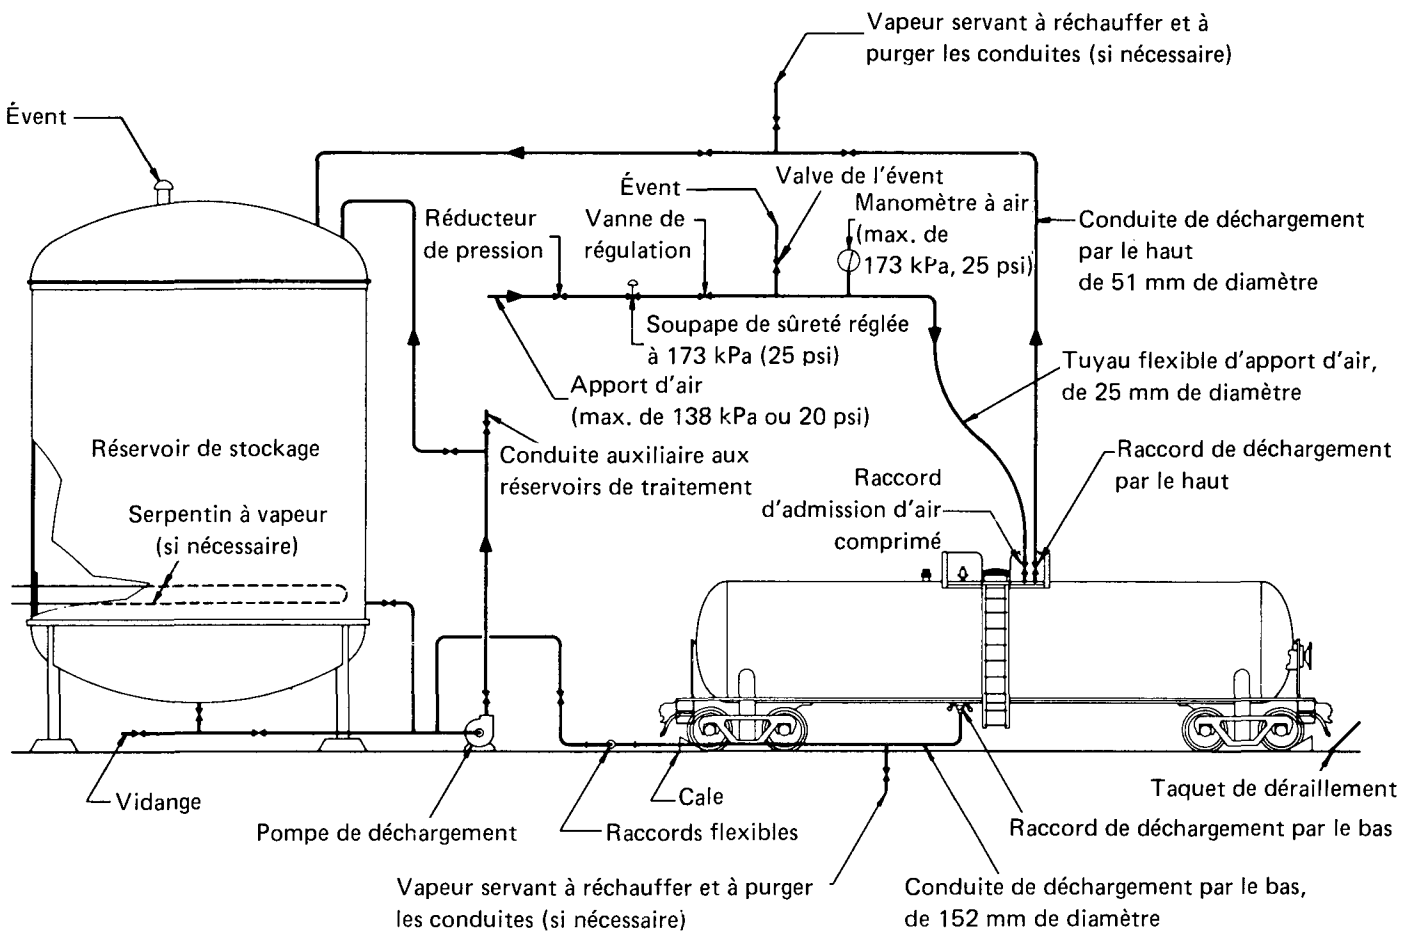 Vapeur servant à réchauffer et à
purger les conduites (si nécessaire)
Évent
Valve de l'évent
Évent
Manomètre à air
(max. de
173 kPa, 25 psi)
Réducteur
de pression
Vanne de
régulation
Conduite de déchargement
par le haut
de 51 mm de diamètre
Soupape de sûreté réglée
à 173 kPa (25 psi)
Apport d'air
(max. de 138 kPa ou 20 psi)
Tuyau flexible d'apport d'air,
de 25 mm de diamètre
Réservoir de stockage
Conduite auxiliaire aux
réservoirs de traitement
Raccord de déchargement
par le haut
Raccord
d'admission d'air
comprimé
Serpentin à vapeur
(si nécessaire)
Vidange
Pompe de déchargement
Cale
Raccords flexibles
Taquet de déraillement
Raccord de déchargement par le bas
Vapeur servant à réchauffer et à purger
les conduites (si nécessaire)
Conduite de déchargement par le bas,
de 152 mm de diamètre